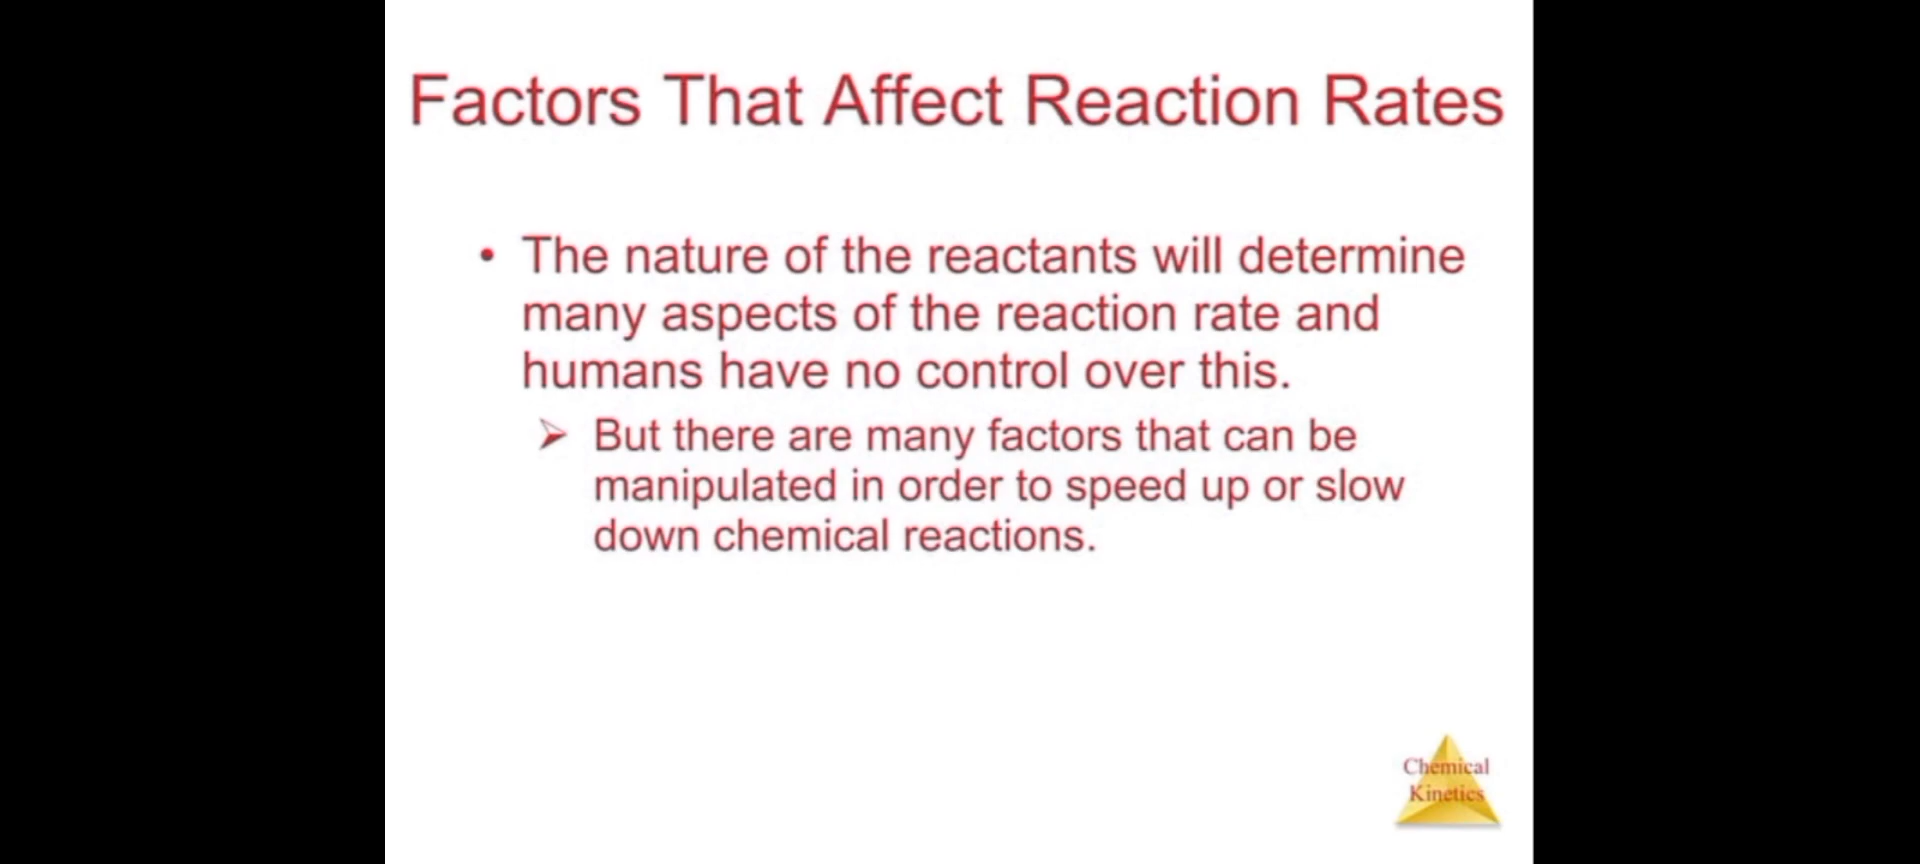 Factors That Affect Reaction Rates
• The nature of the reactants will determine
many aspects of the reaction rate and
humans have no control over this.
➢ But there are many factors that can be
manipulated in order to speed up or slow
down chemical reactions.
Chemical
Kinetics